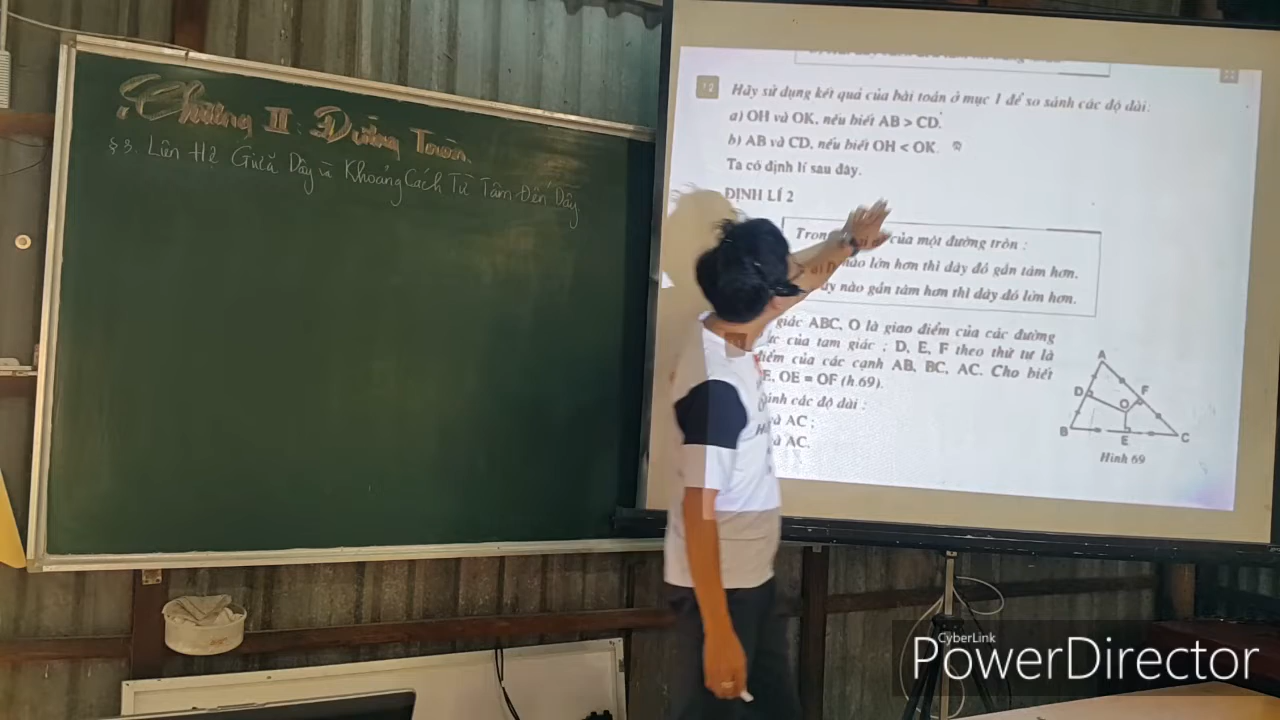 Chương II: Đường Tròn.
§3. Liên Hệ Giữa Dây và Khoảng Cách Từ Tâm Đến Dây
?2 Hãy sử dụng kết quả của bài toán ở mục 1 để so sánh các độ dài:
a) OH và OK, nếu biết AB > CD.
b) AB và CD, nếu biết OH < OK.
Ta có định lí sau đây.
ĐỊNH LÍ 2
của một đường tròn :
nào lớn hơn thì dây đó gần tâm hơn.
nào gần tâm hơn thì dây đó lớn hơn.
giác ABC, O là giao điểm của các đường
của tam giác ; D, E, F theo thứ tự là
điểm của các cạnh AB, BC, AC. Cho biết
E, OE = OF (h.69).
các độ dài :
và AC ;
AC.
A
D
F
O
B
E
C
Hình 69
CyberLink
PowerDirector